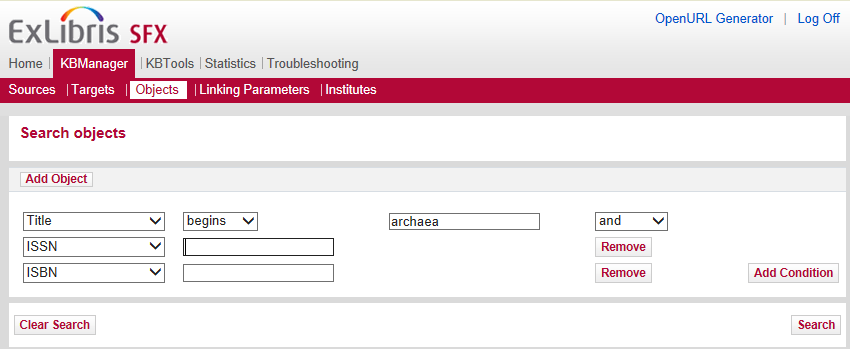 ExLibris SFX
OpenURL Generator | Log Off
Home | KBManager | KBTools | Statistics | Troubleshooting
Sources | Targets | Objects | Linking Parameters | Institutes
Search objects
Add Object
Title begins archaea and
ISSN Remove
ISBN Remove Add Condition
Clear Search Search